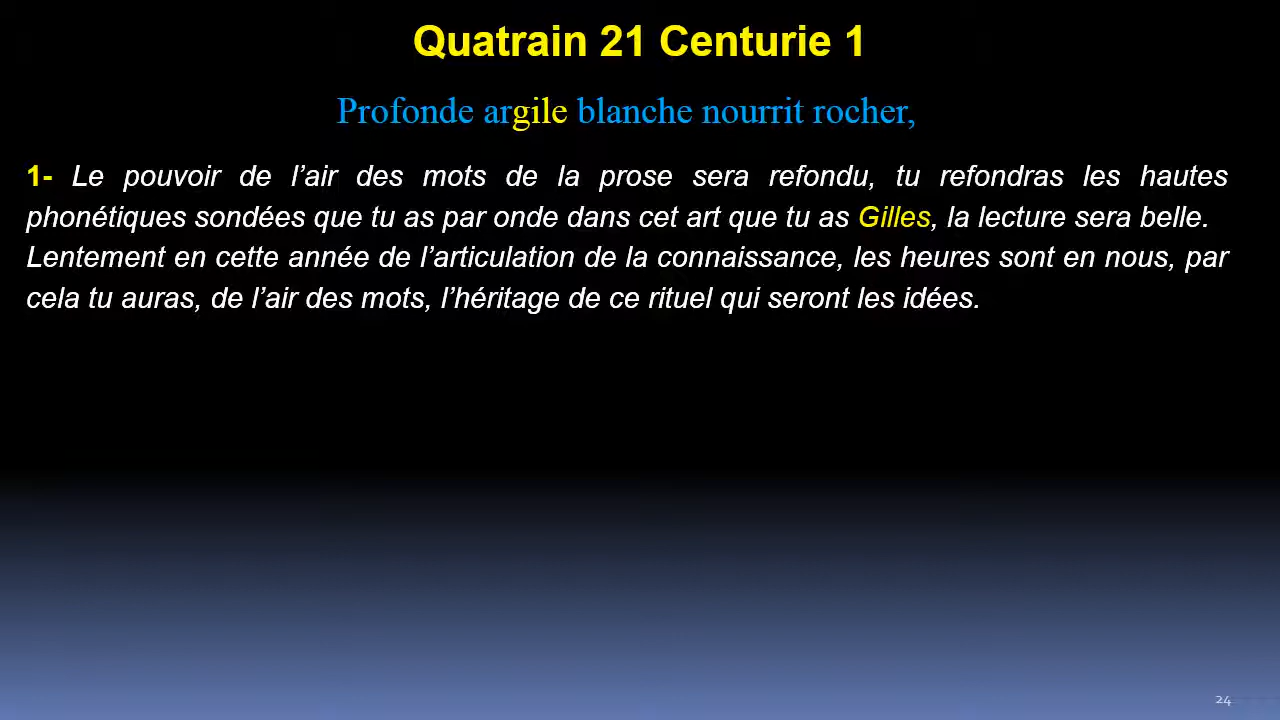 Quatrain 21 Centurie 1
Profonde argile blanche nourrit rocher,
1- Le pouvoir de l’air des mots de la prose sera refondu, tu refondras les hautes
phonétiques sondées que tu as par onde dans cet art que tu as Gilles, la lecture sera belle.
Lentement en cette année de l’articulation de la connaissance, les heures sont en nous, par
cela tu auras, de l’air des mots, l’héritage de ce rituel qui seront les idées.
24